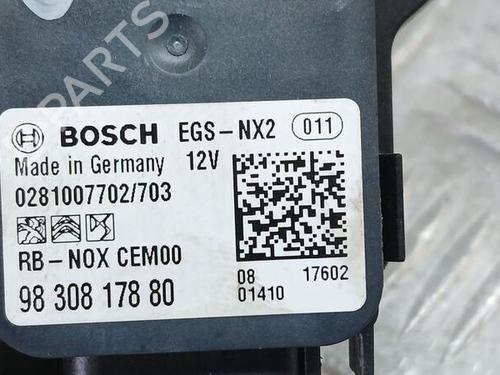 PARTS
BOSCH EGS-NX2 011
Made in Germany 12V
0281007702/703
RB-NOX CEM00
98 308 178 80
08 17602
01410